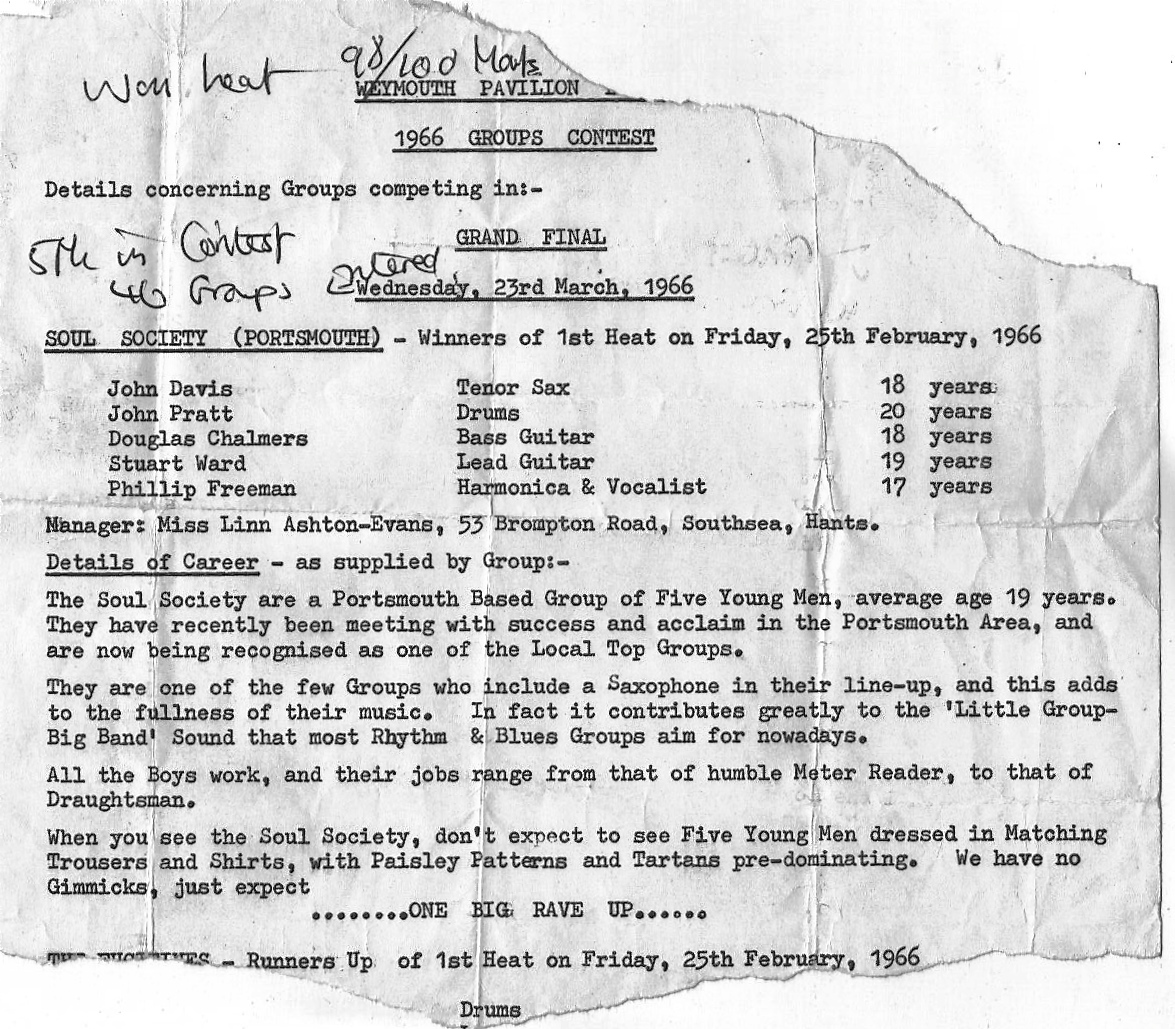 Won heat 98/100 Marks
WEYMOUTH PAVILION
1966 GROUPS CONTEST
Details concerning Groups competing in:-
5th in Contest
GRAND FINAL
46 Groups entered
Wednesday, 23rd March, 1966
SOUL SOCIETY (PORTSMOUTH) - Winners of 1st Heat on Friday, 25th February, 1966
John Davis Tenor Sax 18 years
John Pratt Drums 20 years
Douglas Chalmers Bass Guitar 18 years
Stuart Ward Lead Guitar 19 years
Phillip Freeman Harmonica & Vocalist 17 years
Manager: Miss Linn Ashton-Evans, 53 Brompton Road, Southsea, Hants.
Details of Career - as supplied by Group:-
The Soul Society are a Portsmouth Based Group of Five Young Men, average age 19 years.
They have recently been meeting with success and acclaim in the Portsmouth Area, and
are now being recognised as one of the Local Top Groups.
They are one of the few Groups who include a Saxophone in their line-up, and this adds
to the fullness of their music. In fact it contributes greatly to the 'Little Group-
Big Band' Sound that most Rhythm & Blues Groups aim for nowadays.
All the Boys work, and their jobs range from that of humble Meter Reader, to that of
Draughtsman.
When you see the Soul Society, don't expect to see Five Young Men dressed in Matching
Trousers and Shirts, with Paisley Patterns and Tartans pre-dominating. We have no
Gimmicks, just expect
........ONE BIG RAVE UP......
- Runners Up of 1st Heat on Friday, 25th February, 1966
Drums